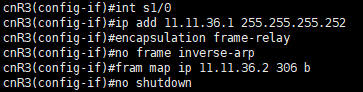 cnR3(config-if)#int s1/0
cnR3(config-if)#ip add 11.11.36.1 255.255.255.252
cnR3(config-if)#encapsulation frame-relay
cnR3(config-if)#no frame inverse-arp
cnR3(config-if)#fram map ip 11.11.36.2 306 b
cnR3(config-if)#no shutdown